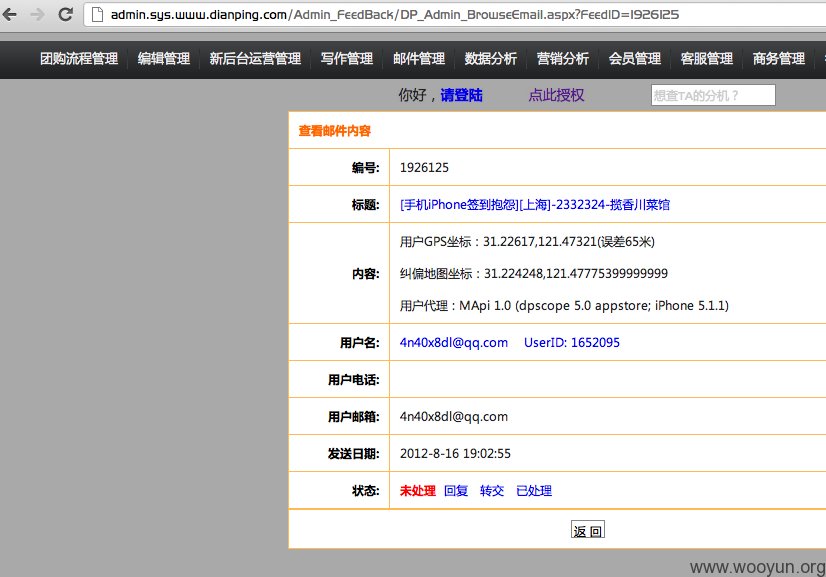 admin.sys.www.dianping.com/Admin_FeedBack/DP_Admin_BrowseEmail.aspx?FeedID=1926125
团购流程管理 编辑管理 新后台运营管理 写作管理 邮件管理 数据分析 营销分析 会员管理 客服管理 商务管理
你好，请登陆 点此授权 想查TA的分机？
查看邮件内容
编号: 1926125
标题: [手机iPhone签到抱怨][上海]-2332324-揽香川菜馆
用户GPS坐标：31.22617,121.47321(误差65米)
内容: 纠偏地图坐标：31.224248,121.47775399999999
用户代理：MApi 1.0 (dpscope 5.0 appstore; iPhone 5.1.1)
用户名: 4n40x8dl@qq.com UserID: 1652095
用户电话:
用户邮箱: 4n40x8dl@qq.com
发送日期: 2012-8-16 19:02:55
状态: 未处理 回复 转交 已处理
返 回
www.wooyun.org